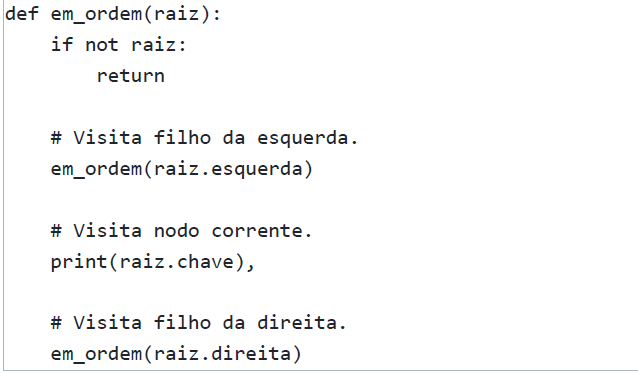 def em_ordem(raiz):
    if not raiz:
        return
    # Visita filho da esquerda.
    em_ordem(raiz.esquerda)
    # Visita nodo corrente.
    print(raiz.chave),
    # Visita filho da direita.
    em_ordem(raiz.direita)